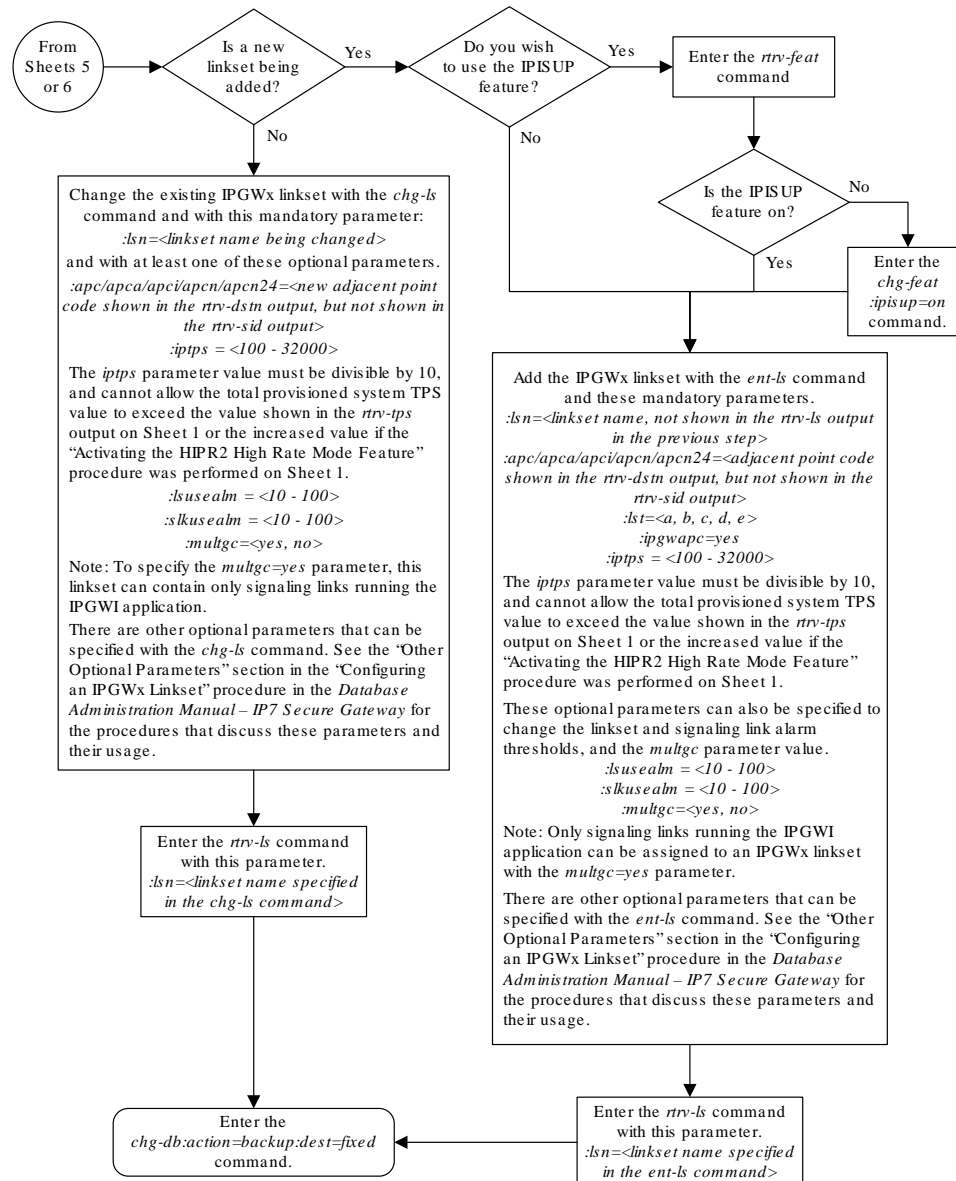 From
Sheets 5
or 6
Is a new
linkset being
added?
Yes
No
Do you wish
to use the IPISUP
feature?
Yes
No
Enter the rtrv-feat
command
Is the IPISUP
feature on?
No
Yes
Enter the
chg-feat
:ipisup=on
command.
Change the existing IPGWx linkset with the chg-ls
command and with this mandatory parameter:
:lsn=<linkset name being changed>
and with at least one of these optional parameters.
:apc/apca/apci/apcn/apcn24=<new adjacent point
code shown in the rtrv-dstn output, but not shown in
the rtrv-sid output>
:iptps = <100 - 32000>
The iptps parameter value must be divisible by 10,
and cannot allow the total provisioned system TPS
value to exceed the value shown in the rtrv-tps
output on Sheet 1 or the increased value if the
“Activating the HIPR2 High Rate Mode Feature”
procedure was performed on Sheet 1.
:lsusealm = <10 - 100>
:slkusealm = <10 - 100>
:multgc=<yes, no>
Note: To specify the multgc=yes parameter, this
linkset can contain only signaling links running the
IPGWI application.
There are other optional parameters that can be
specified with the chg-ls command. See the “Other
Optional Parameters” section in the “Configuring
an IPGWx Linkset” procedure in the Database
Administration Manual – IP7 Secure Gateway for
the procedures that discuss these parameters and
their usage.
Add the IPGWx linkset with the ent-ls command
and these mandatory parameters.
:lsn=<linkset name, not shown in the rtrv-ls output
in the previous step>
:apc/apca/apci/apcn/apcn24=<adjacent point code
shown in the rtrv-dstn output, but not shown in the
rtrv-sid output>
:lst=<a, b, c, d, e>
:ipgwapc=yes
:iptps = <100 - 32000>
The iptps parameter value must be divisible by 10,
and cannot allow the total provisioned system TPS
value to exceed the value shown in the rtrv-tps
output on Sheet 1 or the increased value if the
“Activating the HIPR2 High Rate Mode Feature”
procedure was performed on Sheet 1.
These optional parameters can also be specified to
change the linkset and signaling link alarm
thresholds, and the multgc parameter value.
:lsusealm = <10 - 100>
:slkusealm = <10 - 100>
:multgc=<yes, no>
Note: Only signaling links running the IPGWI
application can be assigned to an IPGWx linkset
with the multgc=yes parameter.
There are other optional parameters that can be
specified with the ent-ls command. See the “Other
Optional Parameters” section in the “Configuring
an IPGWx Linkset” procedure in the Database
Administration Manual – IP7 Secure Gateway for
the procedures that discuss these parameters and
their usage.
Enter the rtrv-ls command
with this parameter.
:lsn=<linkset name specified
in the chg-ls command>
Enter the
chg-db:action=backup:dest=fixed
command.
Enter the rtrv-ls command
with this parameter.
:lsn=<linkset name specified
in the ent-ls command>